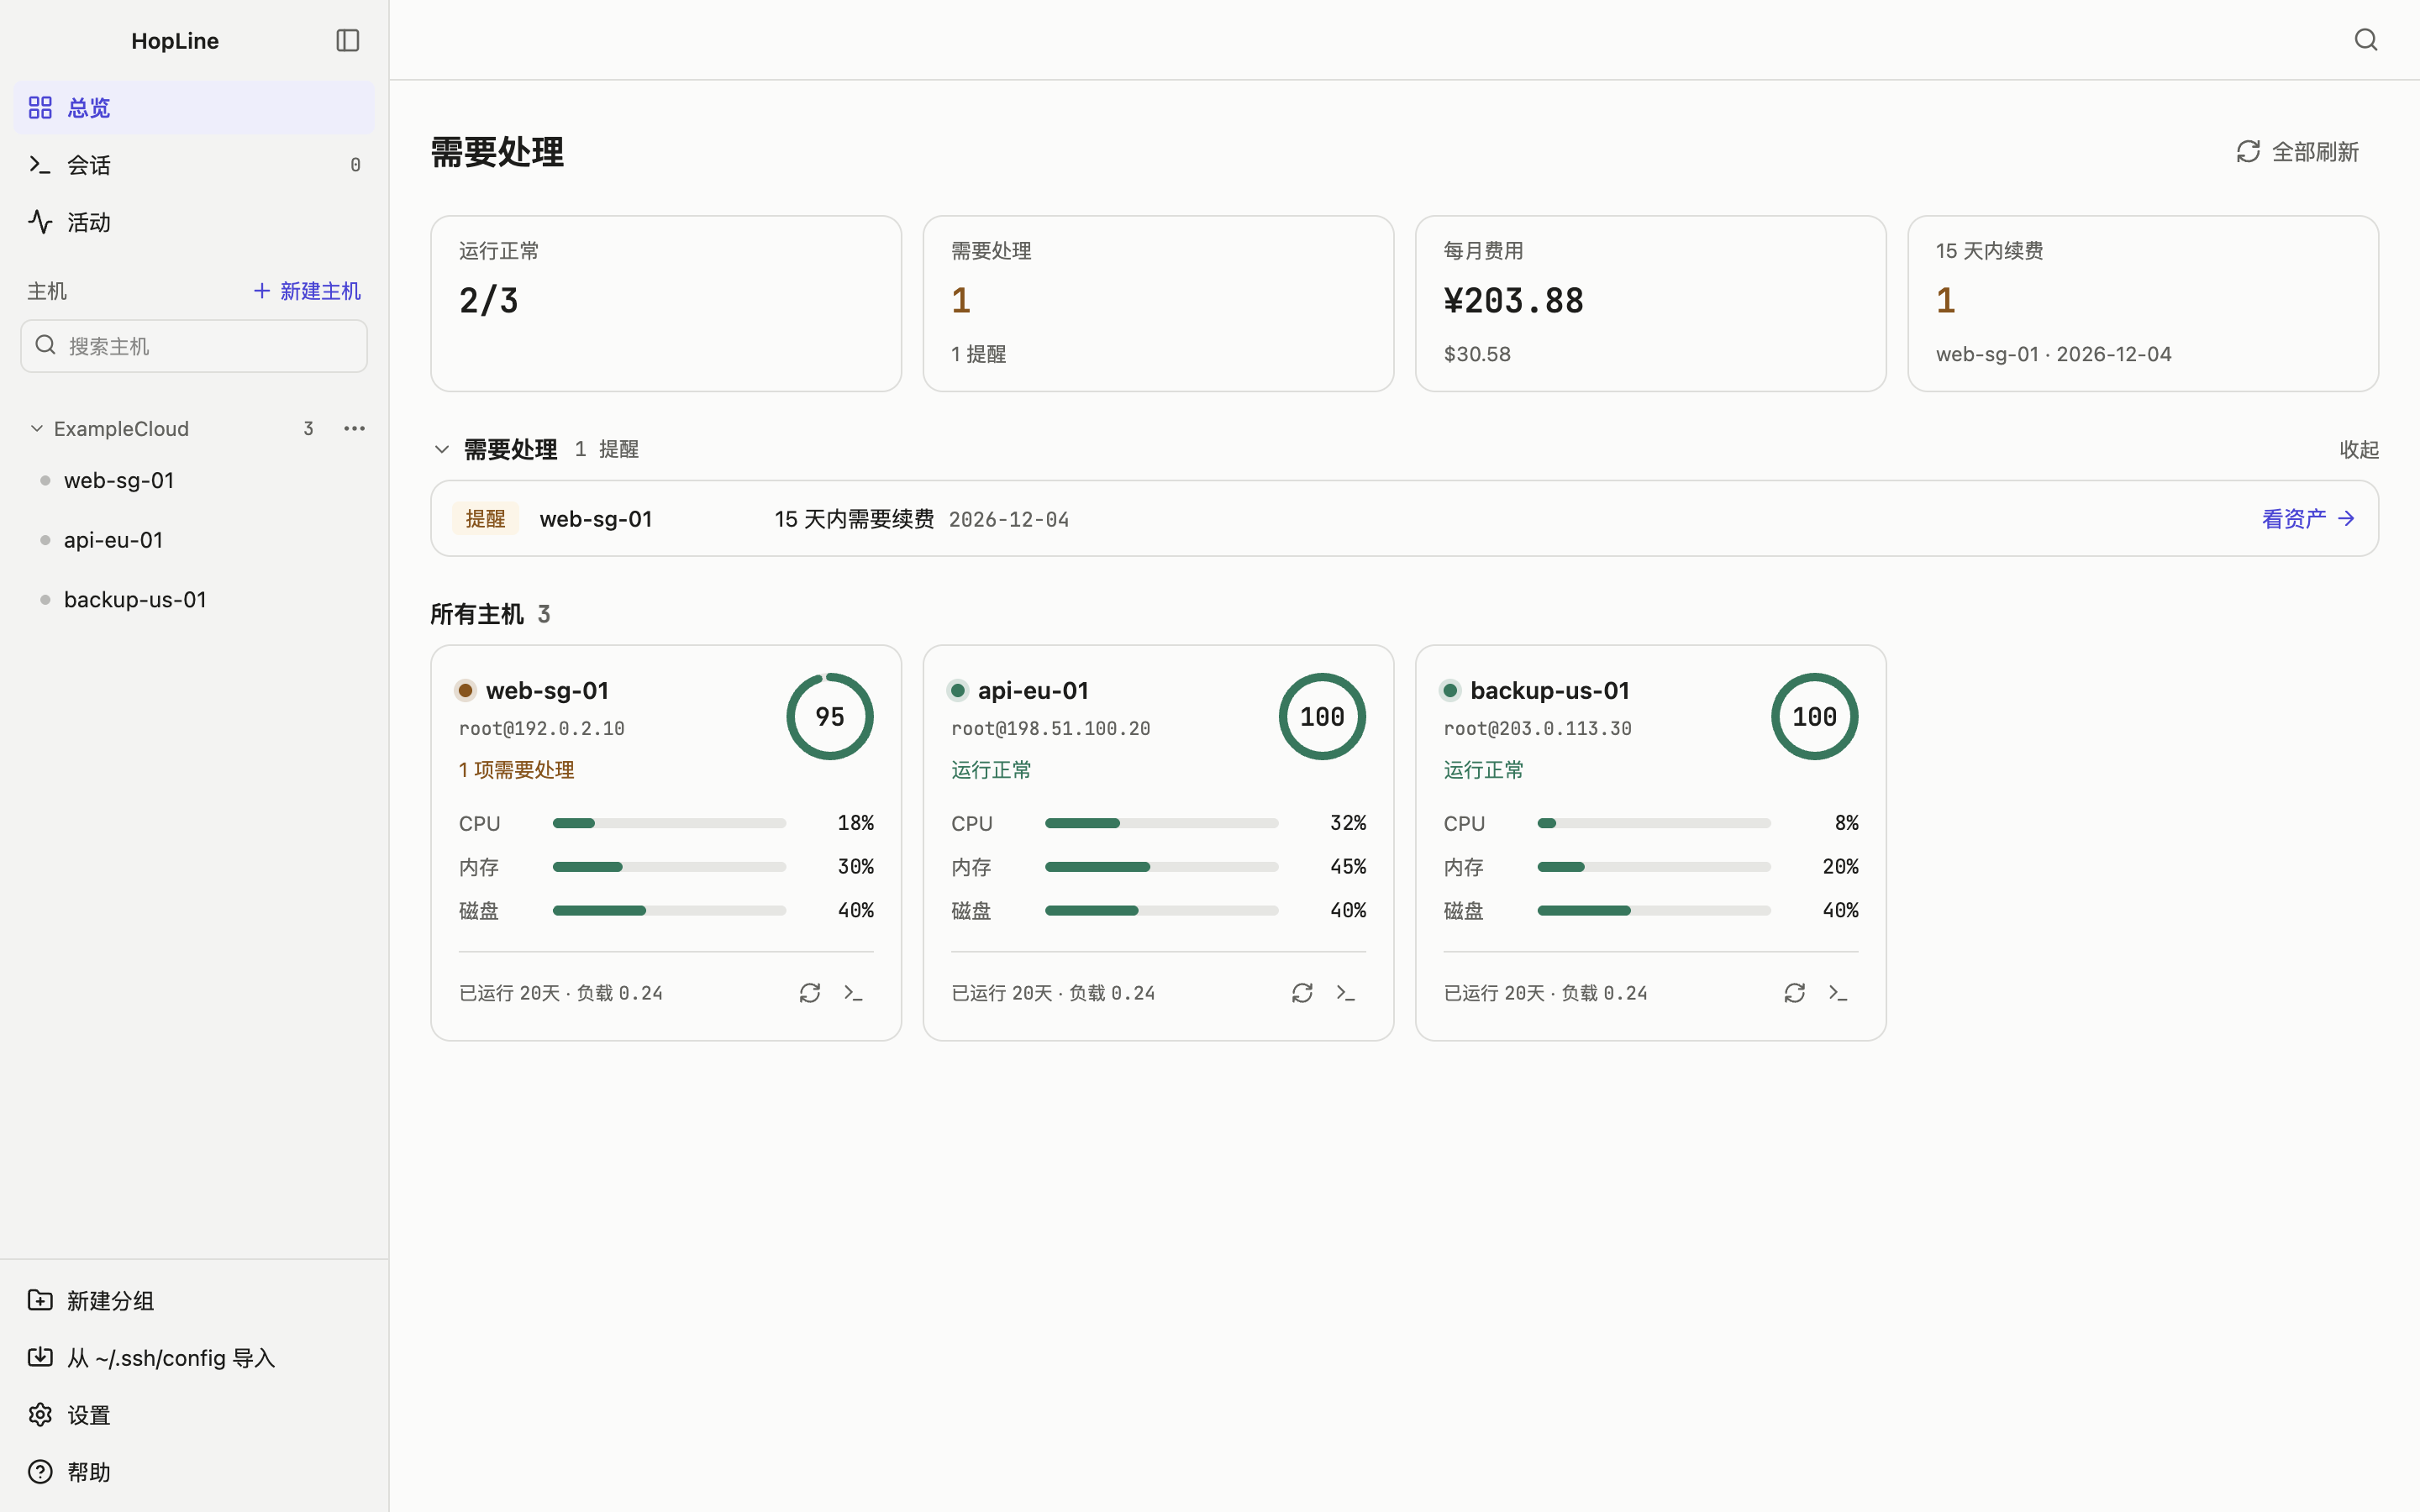 HopLine
总览
会话 0
活动
主机 新建主机
搜索主机
ExampleCloud 3
web-sg-01
api-eu-01
backup-us-01
新建分组
从 ~/.ssh/config 导入
设置
帮助
需要处理 全部刷新
运行正常
2/3
需要处理
1
1 提醒
每月费用
¥203.88
$30.58
15 天内续费
1
web-sg-01 · 2026-12-04
需要处理 1 提醒 收起
提醒 web-sg-01 15 天内需要续费 2026-12-04 看资产
所有主机 3
web-sg-01
95
root@192.0.2.10
1 项需要处理
CPU 18%
内存 30%
磁盘 40%
已运行 20天 · 负载 0.24
api-eu-01
100
root@198.51.100.20
运行正常
CPU 32%
内存 45%
磁盘 40%
已运行 20天 · 负载 0.24
backup-us-01
100
root@203.0.113.30
运行正常
CPU 8%
内存 20%
磁盘 40%
已运行 20天 · 负载 0.24